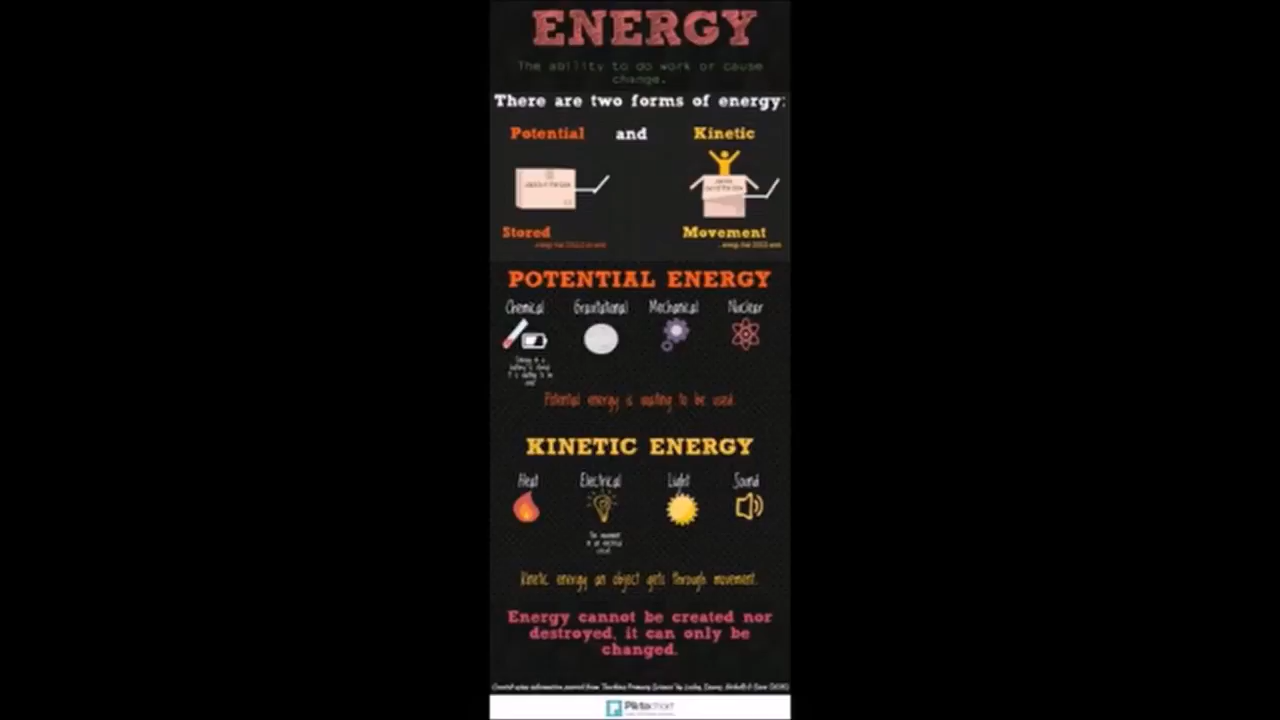 ENERGY
The ability to do work or cause
change.
There are two forms of energy:
Potential and Kinetic
Stored Movement
POTENTIAL ENERGY
Chemical Gravitational Mechanical Nuclear
Potential energy is waiting to be used.
KINETIC ENERGY
Heat Electrical Light Sound
Kinetic energy an object gets through movement.
Energy cannot be created nor
destroyed, it can only be
changed.
Piktochart